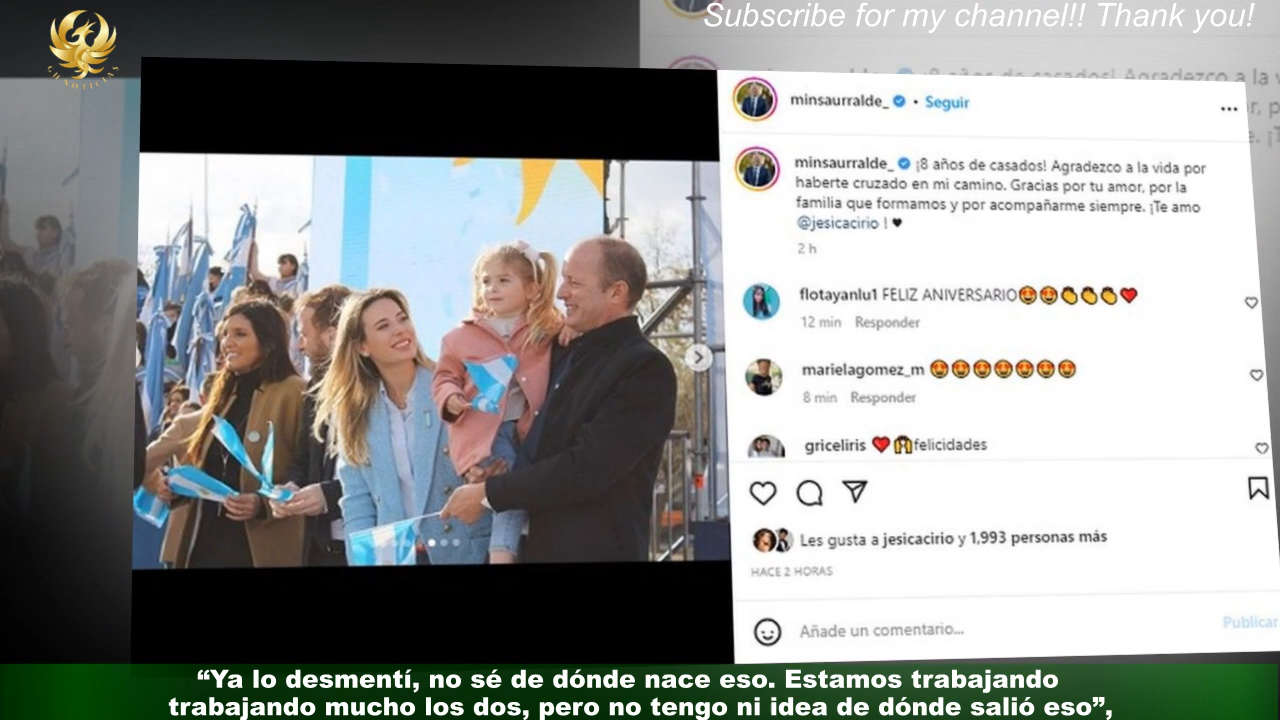 Subscribe for my channel!! Thank you!
GH NOTICIAS
minsaurralde_ • Seguir
minsaurralde_ ¡8 años de casados! Agradezco a la vida por
haberte cruzado en mi camino. Gracias por tu amor, por la
familia que formamos y por acompañarme siempre. ¡Te amo
@jesicacirio ! 🖤
2 h
flotayanlu1 FELIZ ANIVERSARIO😍😍👏👏👏❤️
12 min Responder
marielagomez_m 😍😍😍😍😍😍😍
8 min Responder
griceliris ❤️🙌felicidades
Les gusta a jesicacirio y 1,993 personas más
HACE 2 HORAS
Añade un comentario...
Publicar
“Ya lo desmentí, no sé de dónde nace eso. Estamos trabajando
trabajando mucho los dos, pero no tengo ni idea de dónde salió eso”,